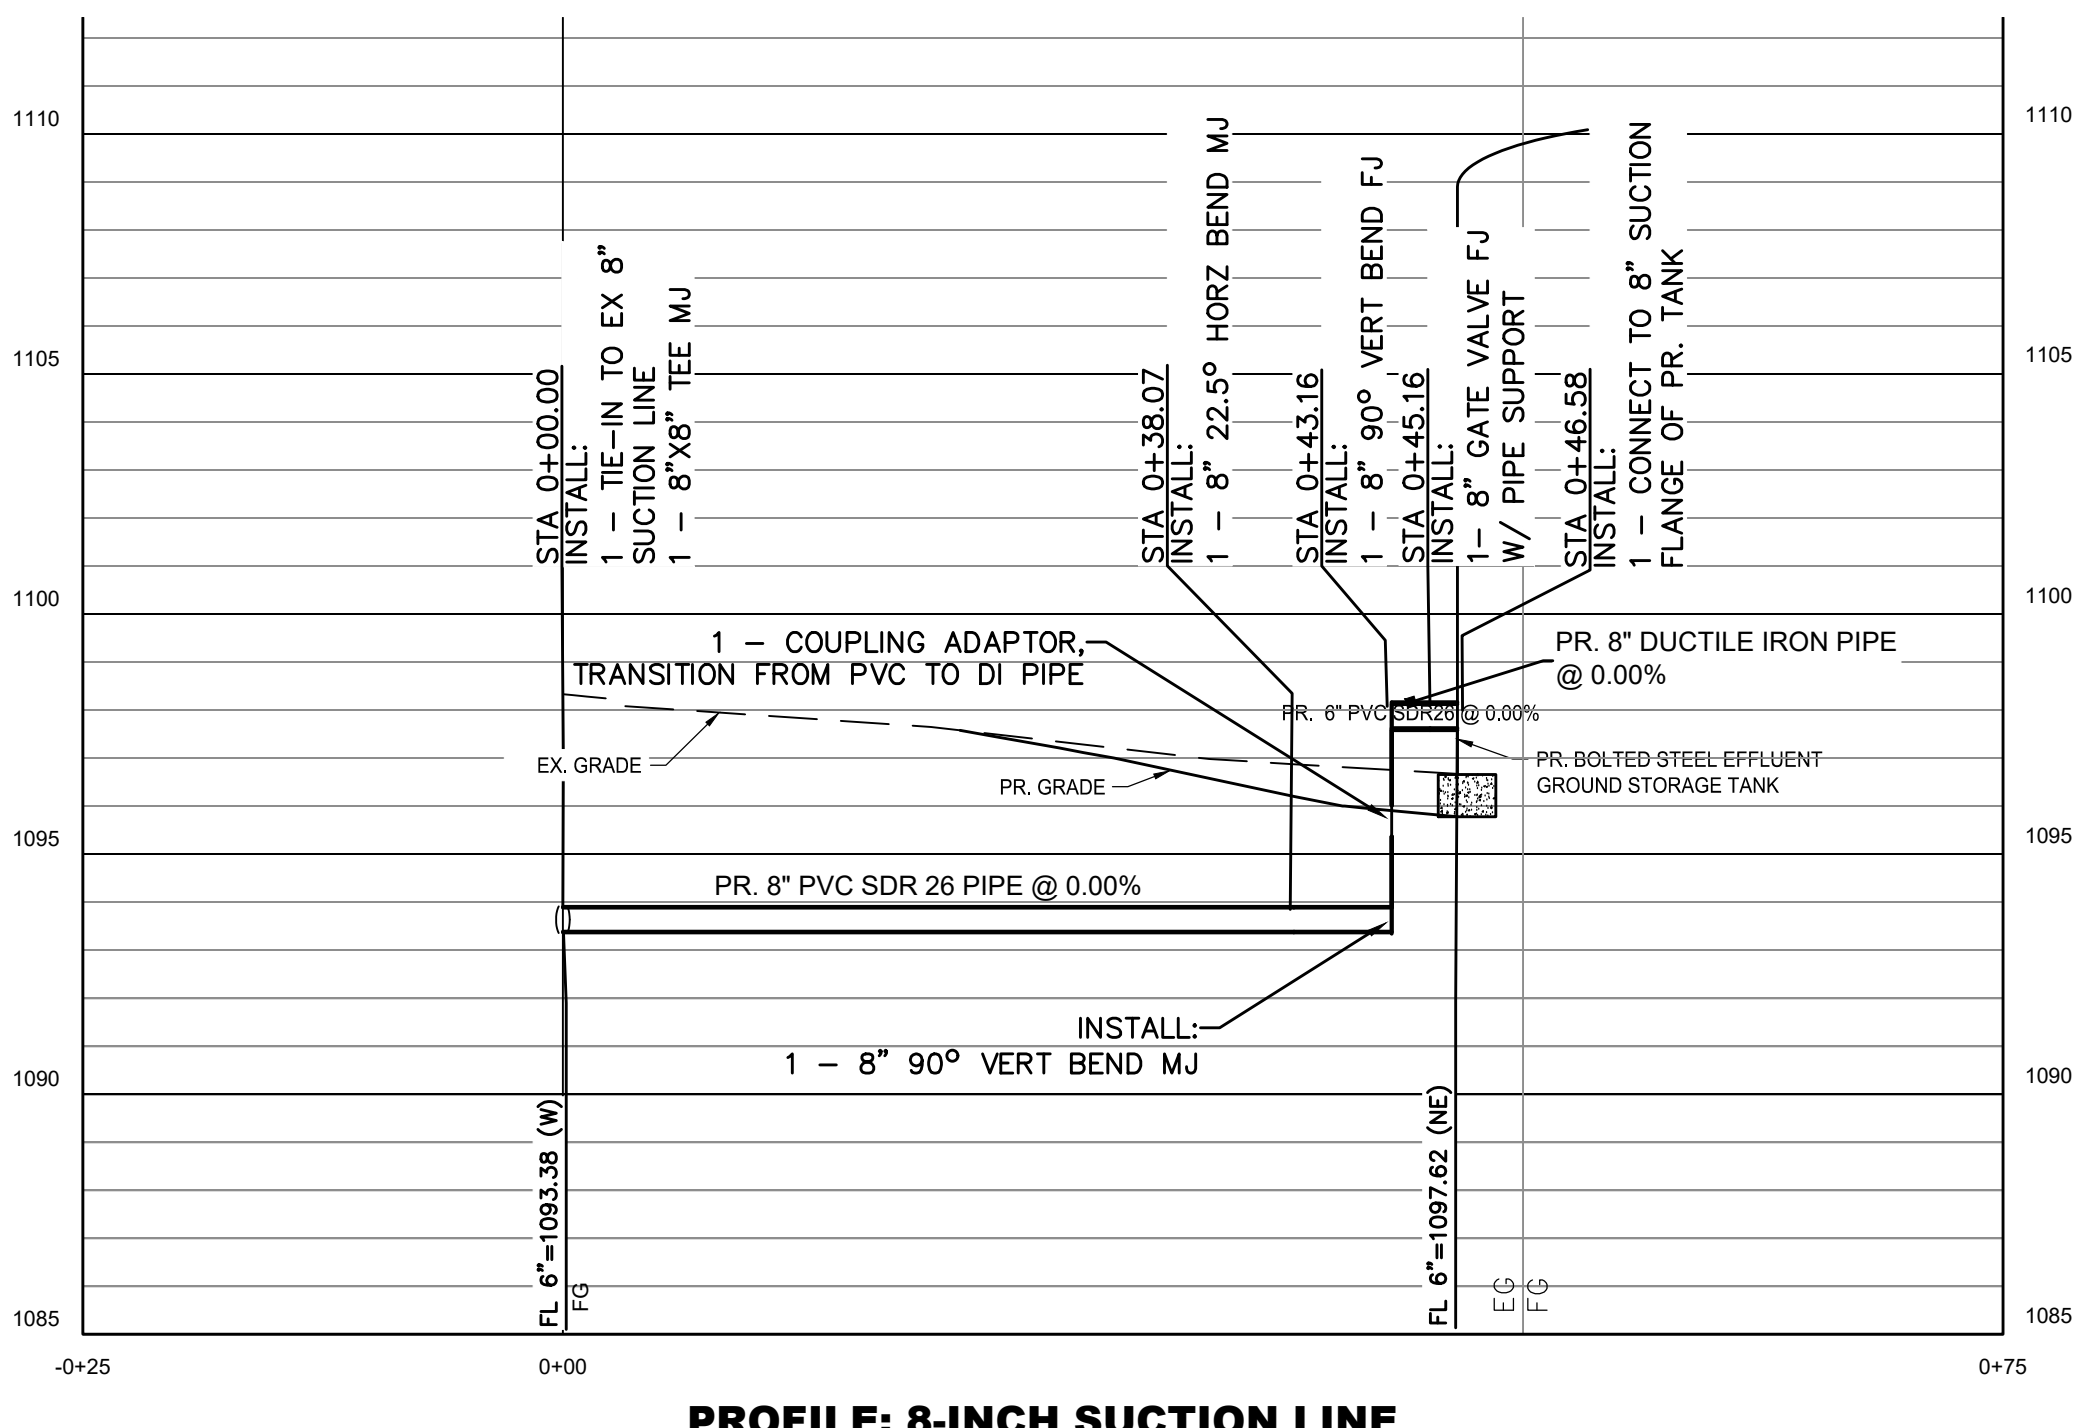 1110
1105
1100
1095
1090
1085
1110
1105
1100
1095
1090
1085
STA 0+00.00
INSTALL:
1 – TIE–IN TO EX 8"
SUCTION LINE
1 – 8"X8" TEE MJ
STA 0+38.07
INSTALL:
1 – 8" 22.5° HORZ BEND MJ
STA 0+43.16
INSTALL:
1 – 8" 90° VERT BEND FJ
STA 0+45.16
INSTALL:
1– 8" GATE VALVE FJ
W/ PIPE SUPPORT
STA 0+46.58
INSTALL:
1 – CONNECT TO 8" SUCTION
FLANGE OF PR. TANK
1 – COUPLING ADAPTOR,
TRANSITION FROM PVC TO DI PIPE
PR. 8" DUCTILE IRON PIPE
@ 0.00%
PR. 6" PVC SDR26 @ 0.00%
EX. GRADE
PR. GRADE
PR. BOLTED STEEL EFFLUENT
GROUND STORAGE TANK
PR. 8" PVC SDR 26 PIPE @ 0.00%
INSTALL:
1 – 8" 90° VERT BEND MJ
FL 6"=1093.38 (W)
FG
FL 6"=1097.62 (NE)
EG
FG
-0+25
0+00
0+75
PROFILE: 8-INCH SUCTION LINE